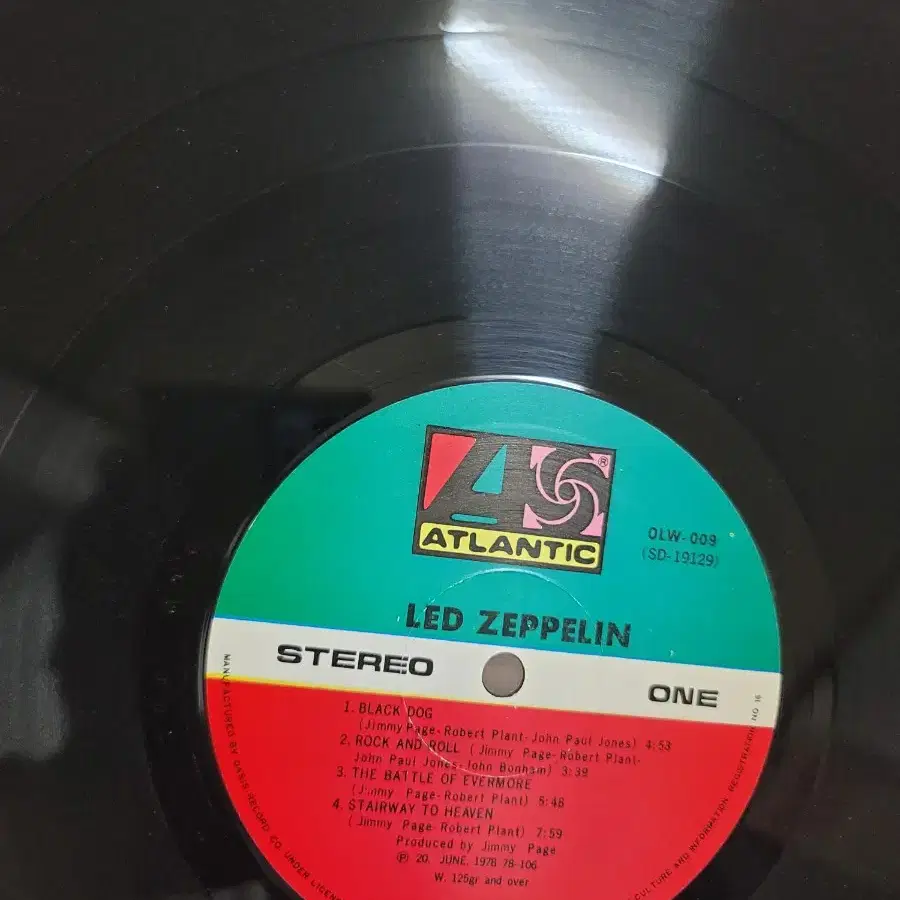 ATLANTIC
®
OLW-009
(SD-19129)
LED ZEPPELIN
STEREO
ONE
1. BLACK DOG
(Jimmy Page-Robert Plant-John Paul Jones) 4:53
2. ROCK AND ROLL (Jimmy Page-Robert Plant-
John Paul Jones-John Bonham) 3:39
3. THE BATTLE OF EVERMORE
(Jimmy Page-Robert Plant) 5:48
4. STAIRWAY TO HEAVEN
(Jimmy Page-Robert Plant) 7:59
Produced by Jimmy Page
Ⓟ 20. JUNE. 1978 78-106
W. 125gr and over
MANUFACTURED BY OASIS RECORD CO. UNDER LICEN
CULTURE AND INFORMATION REGISTRATION NO 16